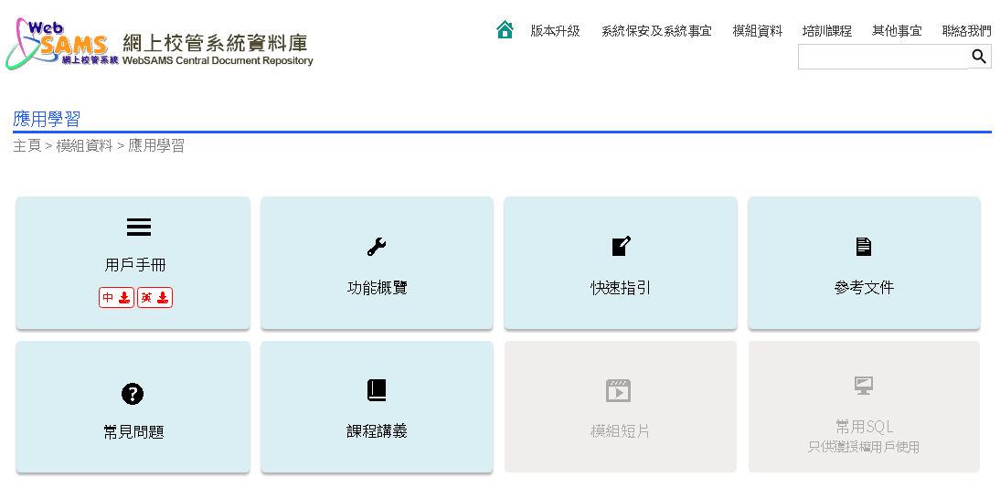 Web
SAMS
網上校管系統
網上校管系統資料庫
WebSAMS Central Document Repository
版本升級 系統保安及系統事宜 模組資料 培訓課程 其他事宜 聯絡我們
應用學習
主頁 > 模組資料 > 應用學習
用戶手冊
中 英
功能概覽
快速指引
參考文件
常見問題
課程講義
模組短片
常用SQL
只供獲授權用戶使用